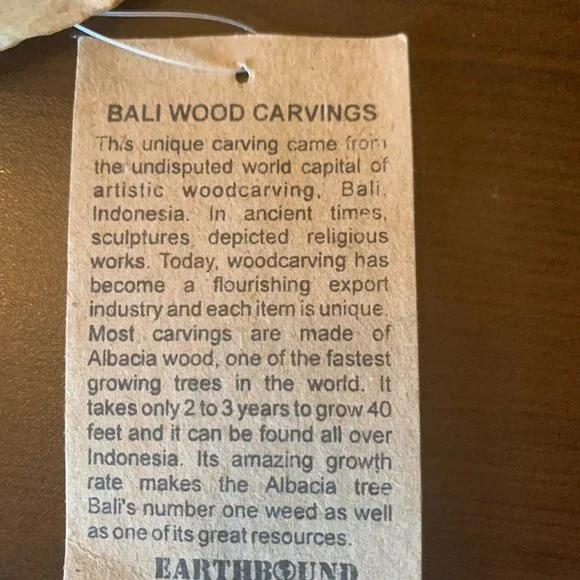 BALI WOOD CARVINGS
This unique carving came from
the undisputed world capital of
artistic woodcarving, Bali,
Indonesia. In ancient times,
sculptures depicted religious
works. Today, woodcarving has
become a flourishing export
industry and each item is unique.
Most carvings are made of
Albacia wood, one of the fastest
growing trees in the world. It
takes only 2 to 3 years to grow 40
feet and it can be found all over
Indonesia. Its amazing growth
rate makes the Albacia tree
Bali's number one weed as well
as one of its great resources.
EARTHBOUND